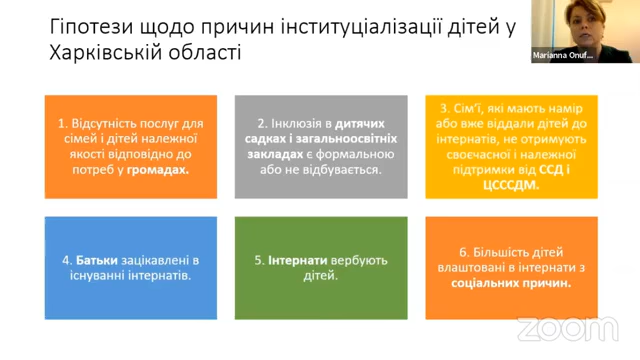 Гіпотези щодо причин інституціалізації дітей у
Харківській області
Marianna Onuf...
1. Відсутність послуг для
сімей і дітей належної
якості відповідно до
потреб у громадах.
2. Інклюзія в дитячих
садках і загальноосвітніх
закладах є формальною
або не відбувається.
3. Сім'ї, які мають намір
або вже віддали дітей до
інтернатів, не отримують
своєчасної і належної
підтримки від ССД і
ЦСССДМ.
4. Батьки зацікавлені в
існуванні інтернатів.
5. Інтернати вербують
дітей.
6. Більшість дітей
влаштовані в інтернати з
соціальних причин.
zoom